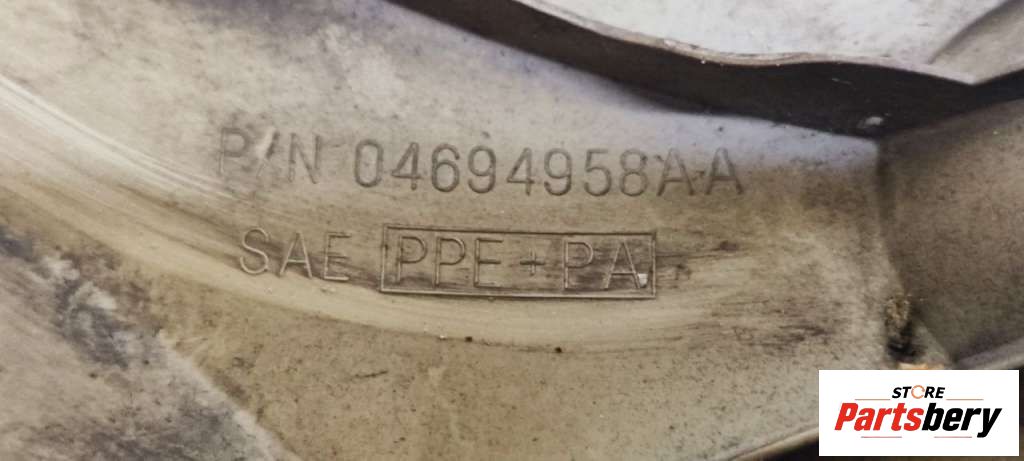 P/N 04694958AA
SAE PPE+PA
STORE
Partsbery